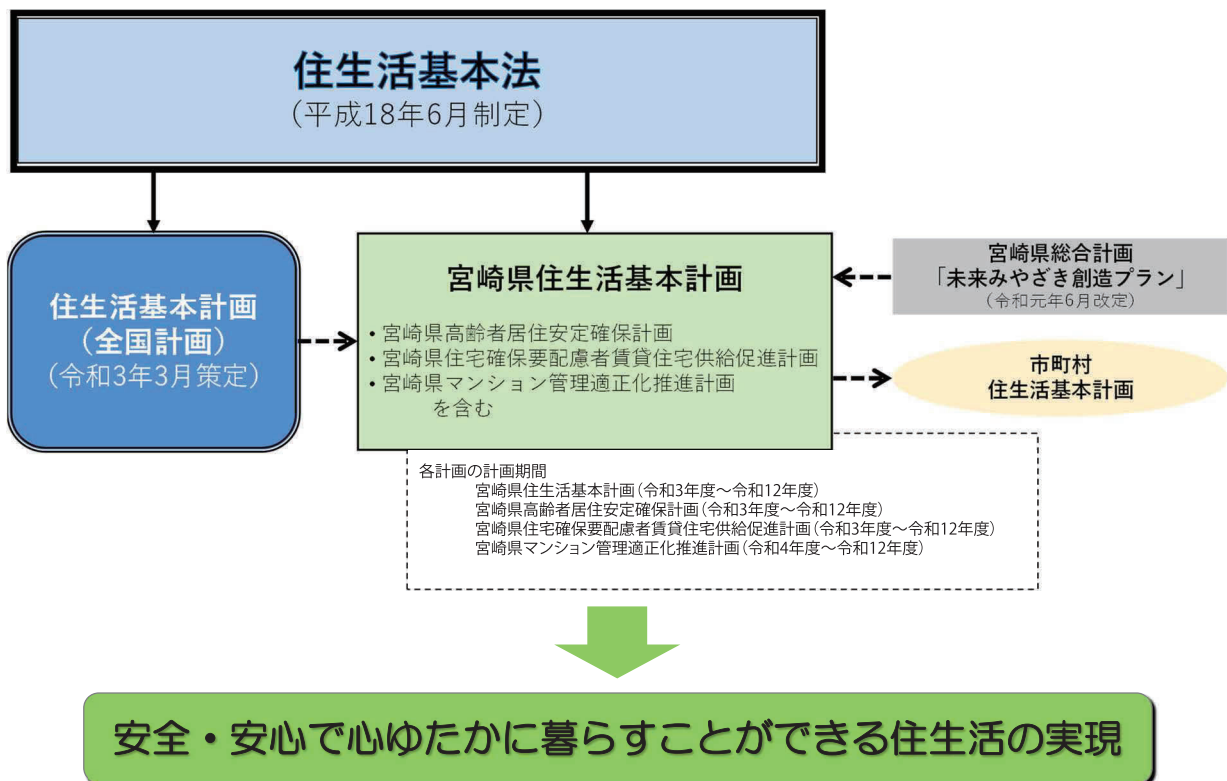 住生活基本法
(平成18年6月制定)
住生活基本計画
(全国計画)
(令和3年3月策定)
宮崎県住生活基本計画
・宮崎県高齢者居住安定確保計画
・宮崎県住宅確保要配慮者賃貸住宅供給促進計画
・宮崎県マンション管理適正化推進計画
を含む
宮崎県総合計画
「未来みやざき創造プラン」
(令和元年6月改定)
市町村
住生活基本計画
各計画の計画期間
宮崎県住生活基本計画(令和3年度～令和12年度)
宮崎県高齢者居住安定確保計画(令和3年度～令和12年度)
宮崎県住宅確保要配慮者賃貸住宅供給促進計画(令和3年度～令和12年度)
宮崎県マンション管理適正化推進計画(令和4年度～令和12年度)
安全・安心で心ゆたかに暮らすことができる住生活の実現